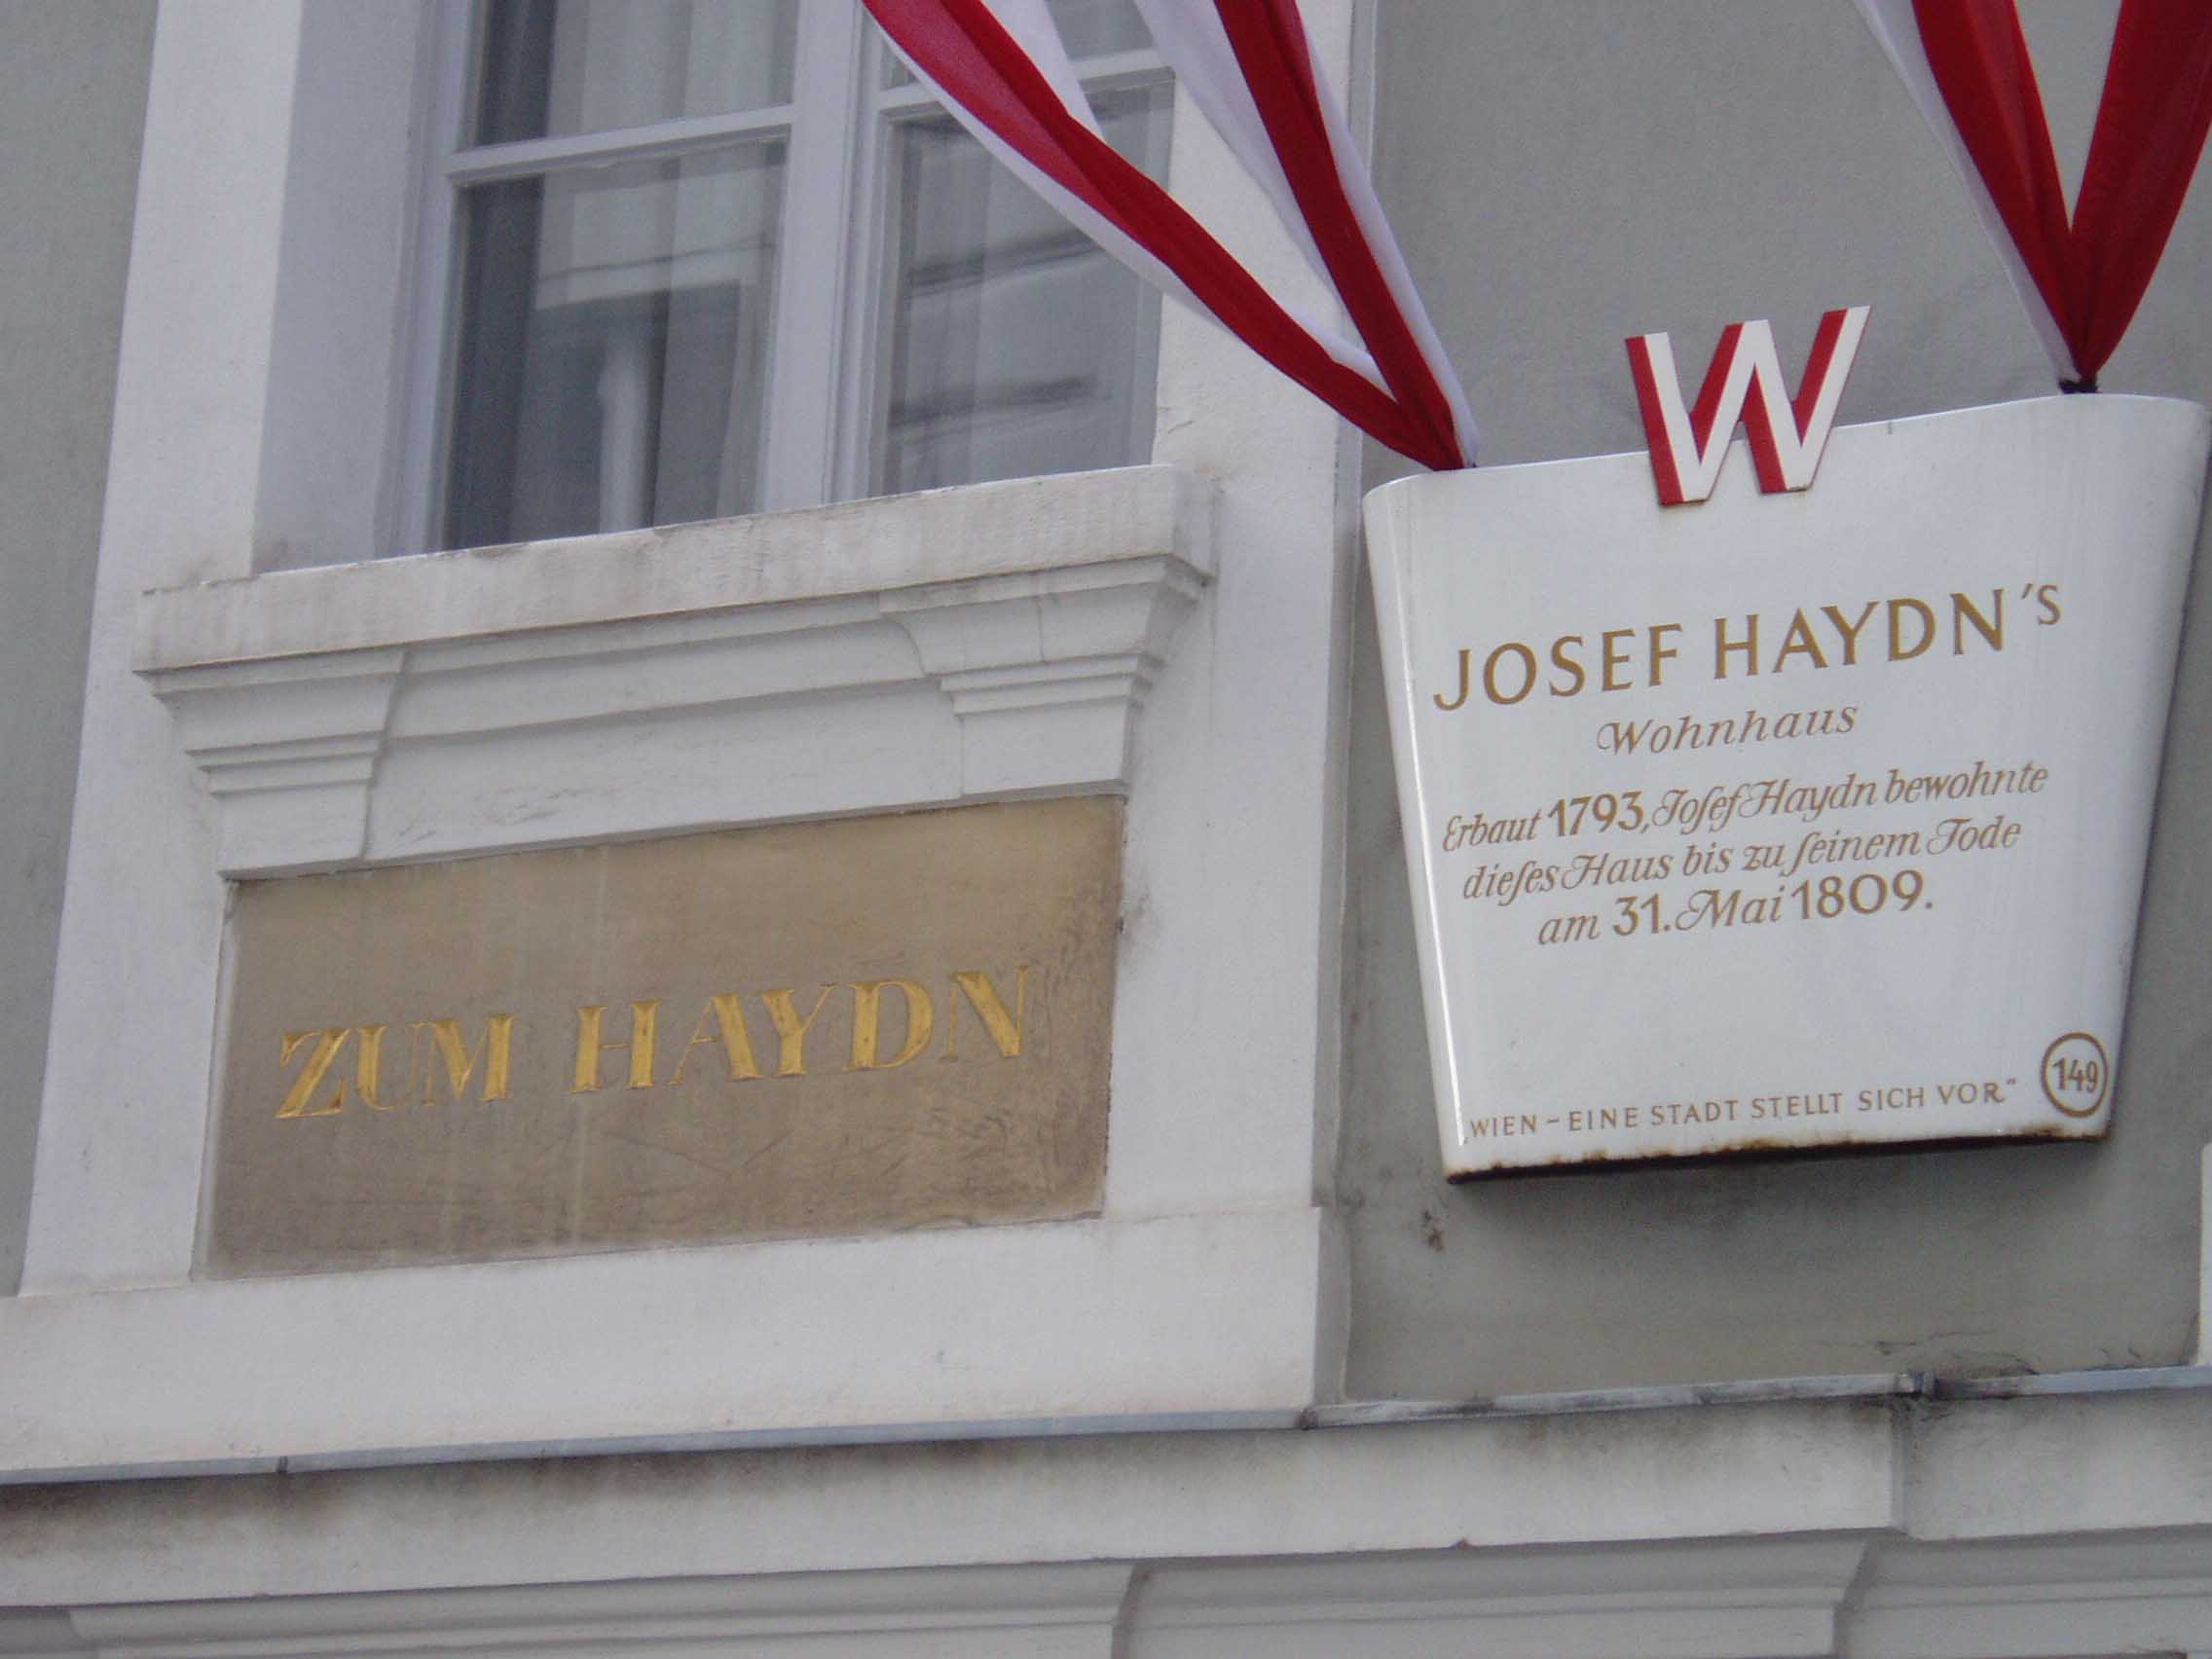 ZUM HAYDN
W
JOSEF HAYDN'S
Wohnhaus
Erbaut 1793, Joſef Haydn bewohnte
dieſes Haus bis zu ſeinem Tode
am 31. Mai 1809.
„WIEN – EINE STADT STELLT SICH VOR"
149